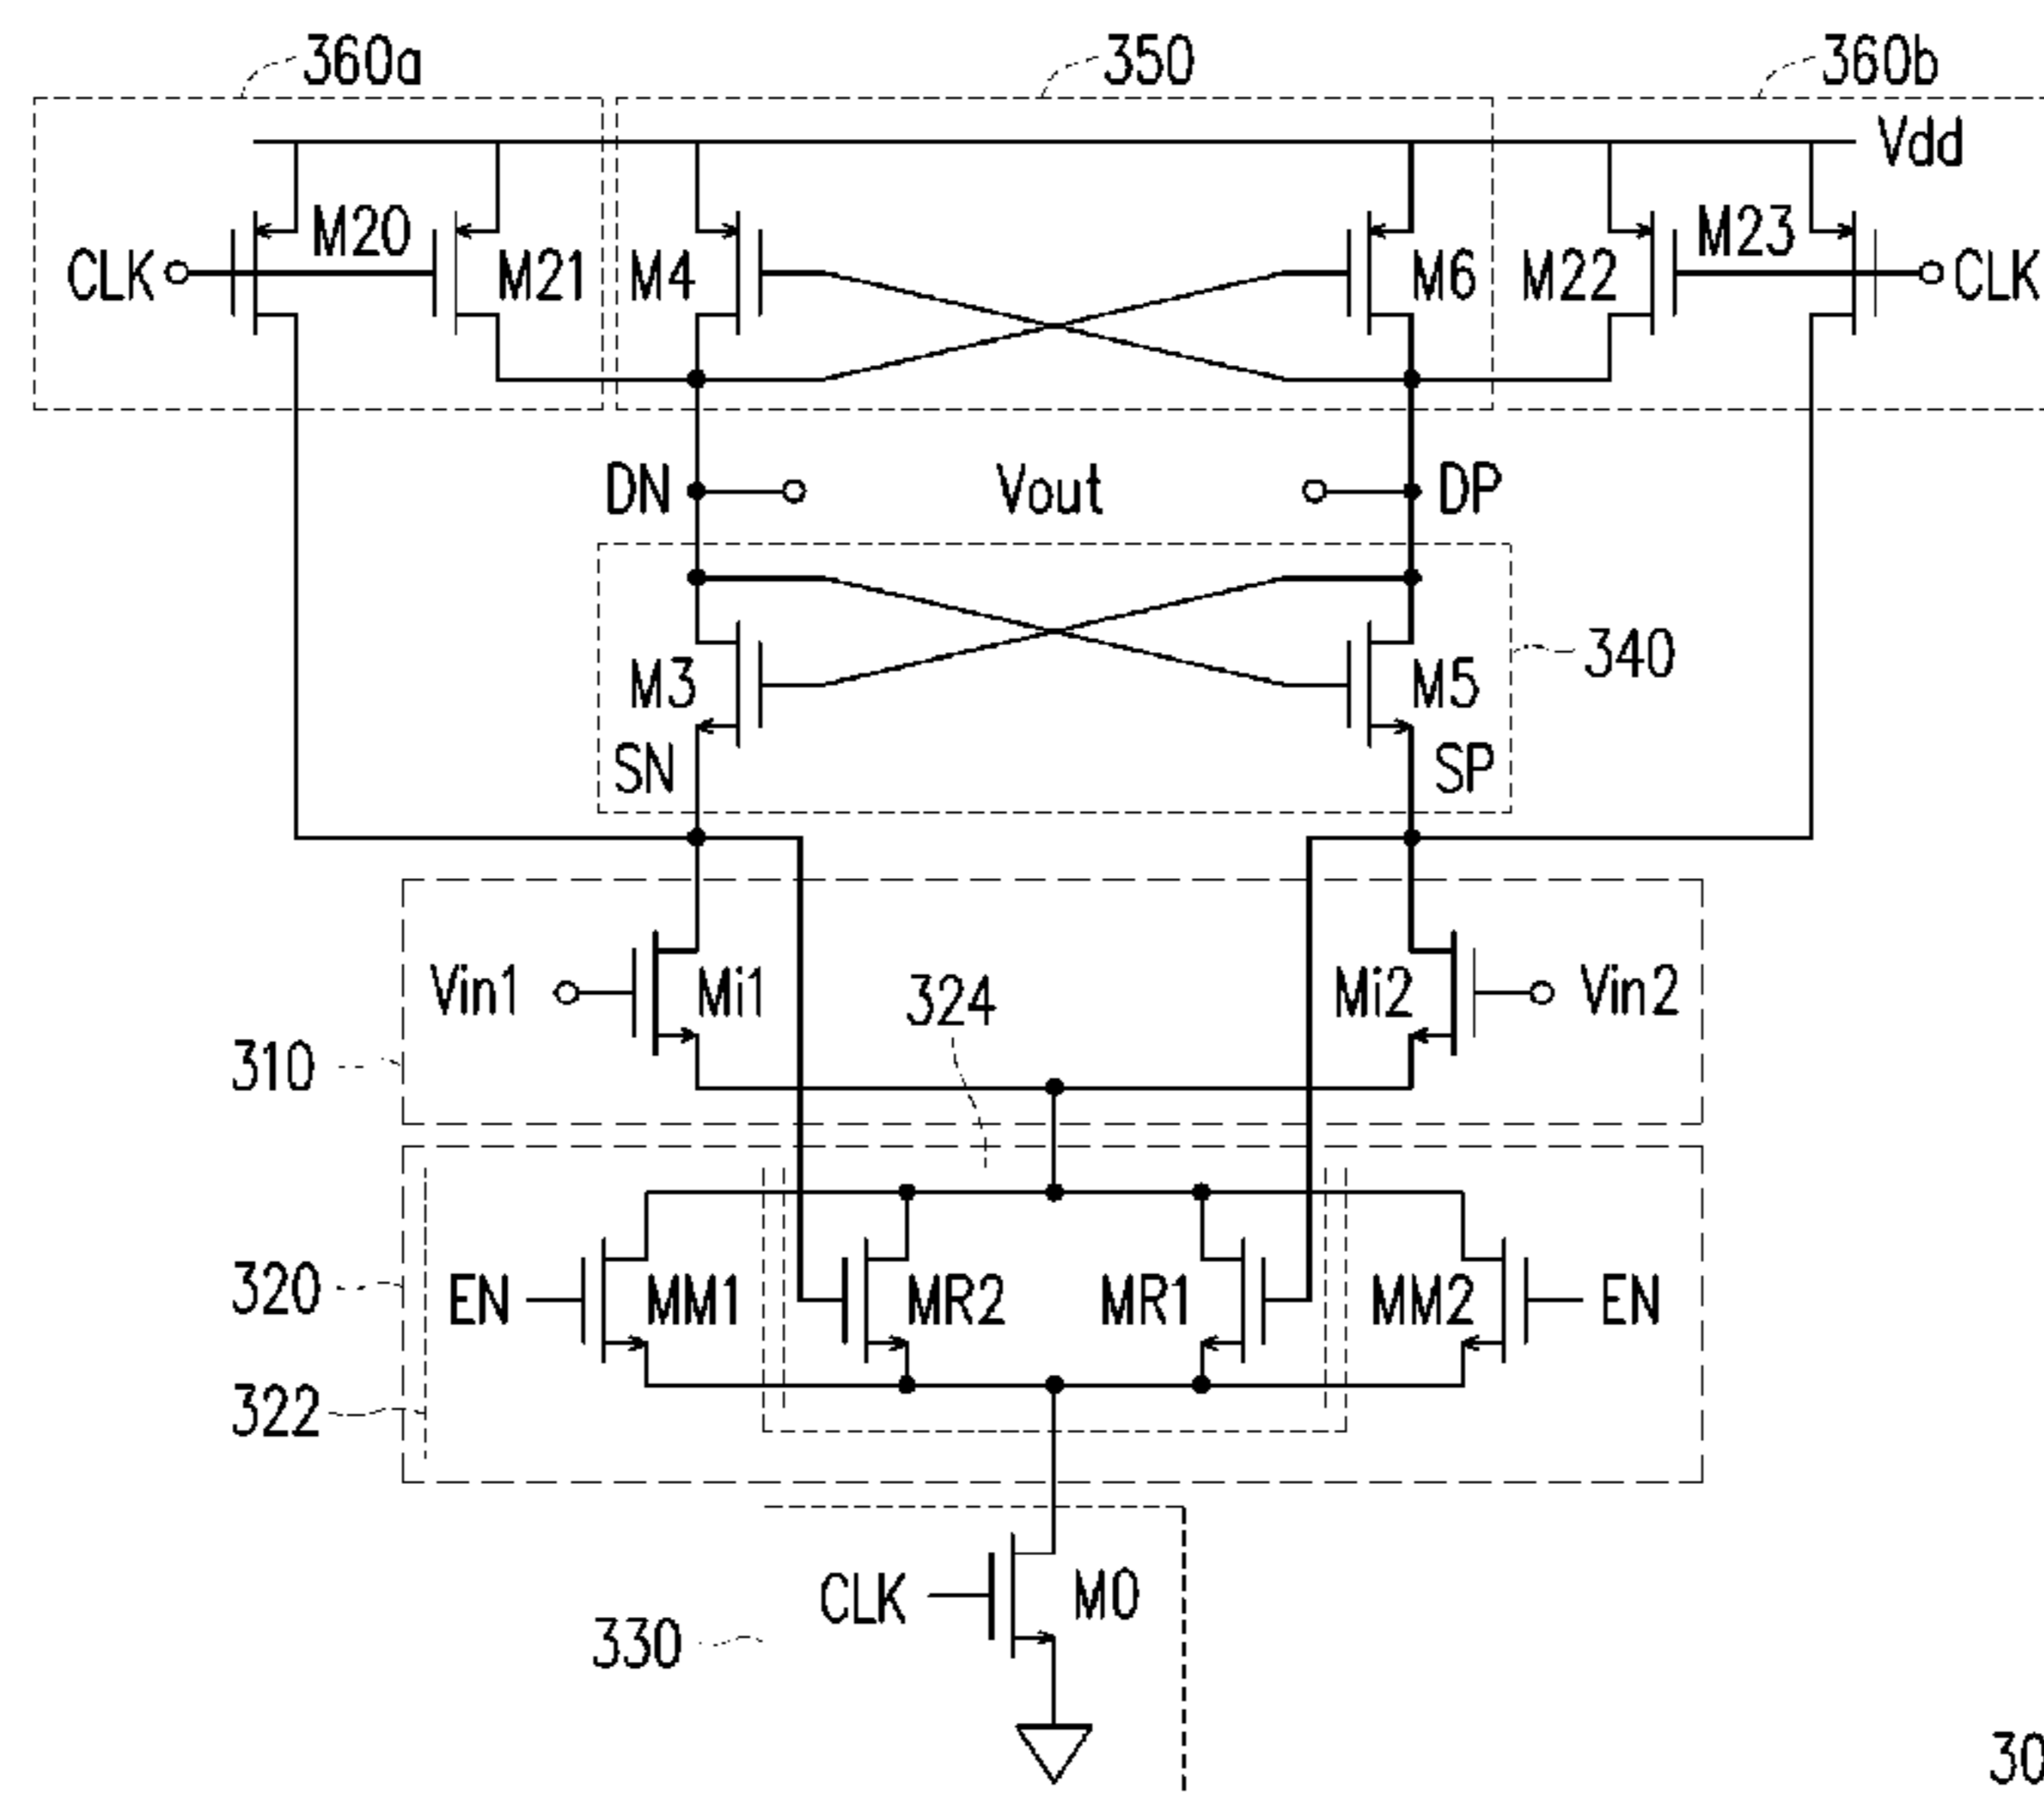 360a 350 360b
Vdd
M20 M23
CLK M21 M4 M6 M22 CLK
DN Vout DP
M3 M5 340
SN SP
Vin1 Mi1 324 Mi2 Vin2
310
320 EN MM1 MR2 MR1 MM2 EN
322
CLK M0
330
30